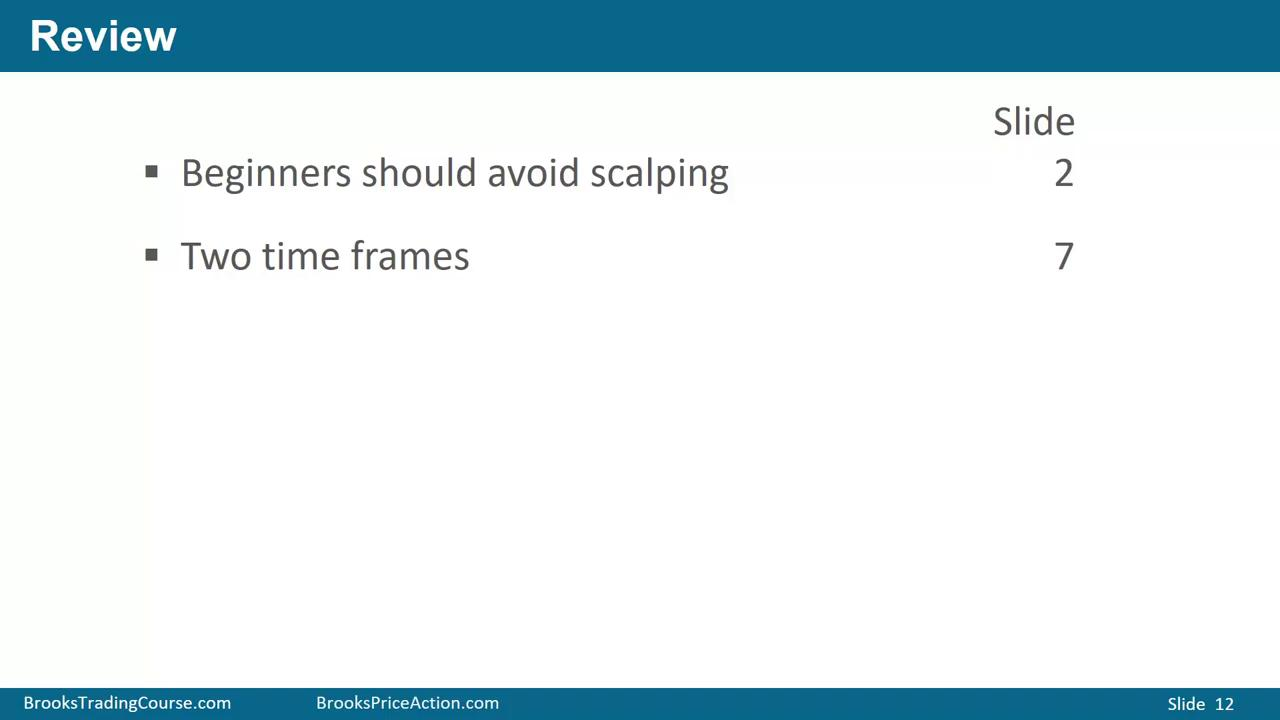 Review
Slide
▪ Beginners should avoid scalping 2
▪ Two time frames 7
BrooksTradingCourse.com BrooksPriceAction.com Slide 12